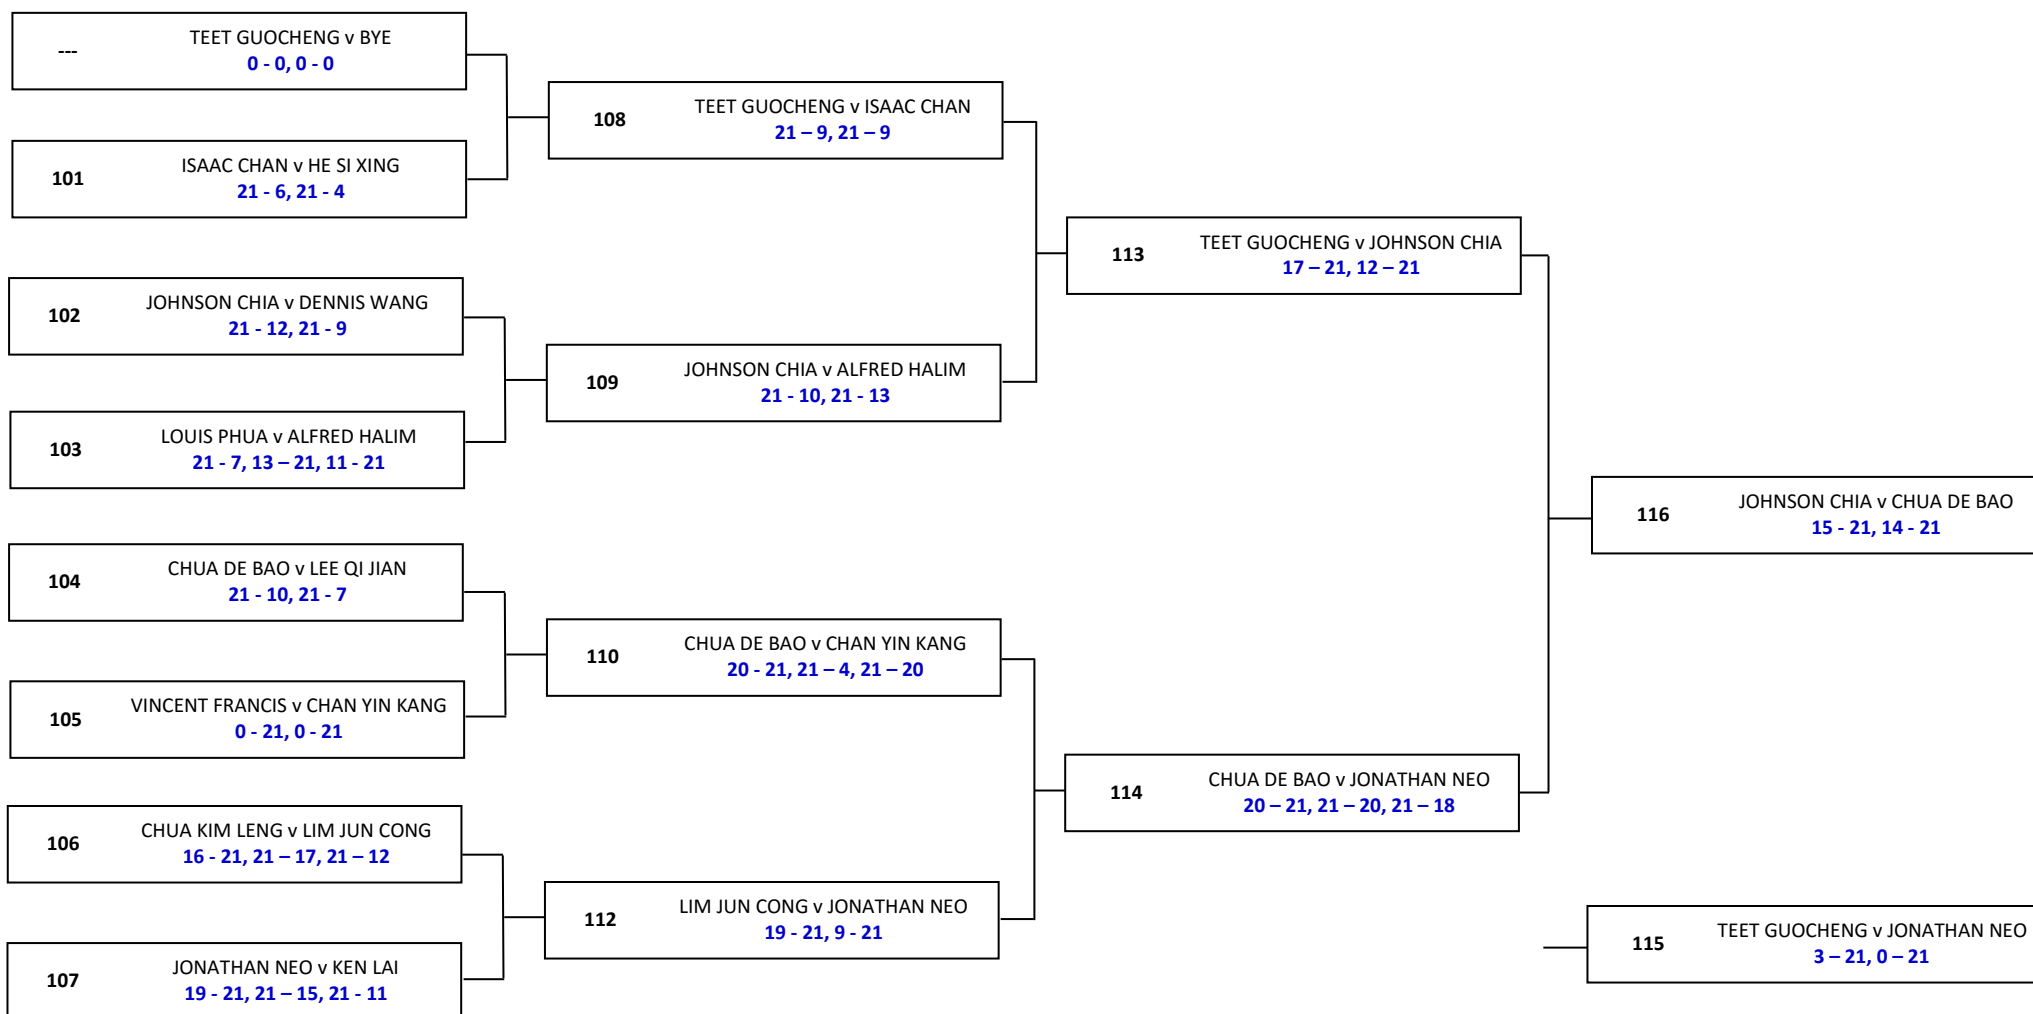 ---
TEET GUOCHENG v BYE
0 - 0, 0 - 0
101
ISAAC CHAN v HE SI XING
21 - 6, 21 - 4
102
JOHNSON CHIA v DENNIS WANG
21 - 12, 21 - 9
103
LOUIS PHUA v ALFRED HALIM
21 - 7, 13 – 21, 11 - 21
104
CHUA DE BAO v LEE QI JIAN
21 - 10, 21 - 7
105
VINCENT FRANCIS v CHAN YIN KANG
0 - 21, 0 - 21
106
CHUA KIM LENG v LIM JUN CONG
16 - 21, 21 – 17, 21 – 12
107
JONATHAN NEO v KEN LAI
19 - 21, 21 – 15, 21 - 11
108
TEET GUOCHENG v ISAAC CHAN
21 – 9, 21 – 9
109
JOHNSON CHIA v ALFRED HALIM
21 - 10, 21 - 13
110
CHUA DE BAO v CHAN YIN KANG
20 - 21, 21 – 4, 21 – 20
112
LIM JUN CONG v JONATHAN NEO
19 - 21, 9 - 21
113
TEET GUOCHENG v JOHNSON CHIA
17 – 21, 12 – 21
114
CHUA DE BAO v JONATHAN NEO
20 – 21, 21 – 20, 21 – 18
116
JOHNSON CHIA v CHUA DE BAO
15 - 21, 14 - 21
115
TEET GUOCHENG v JONATHAN NEO
3 – 21, 0 – 21